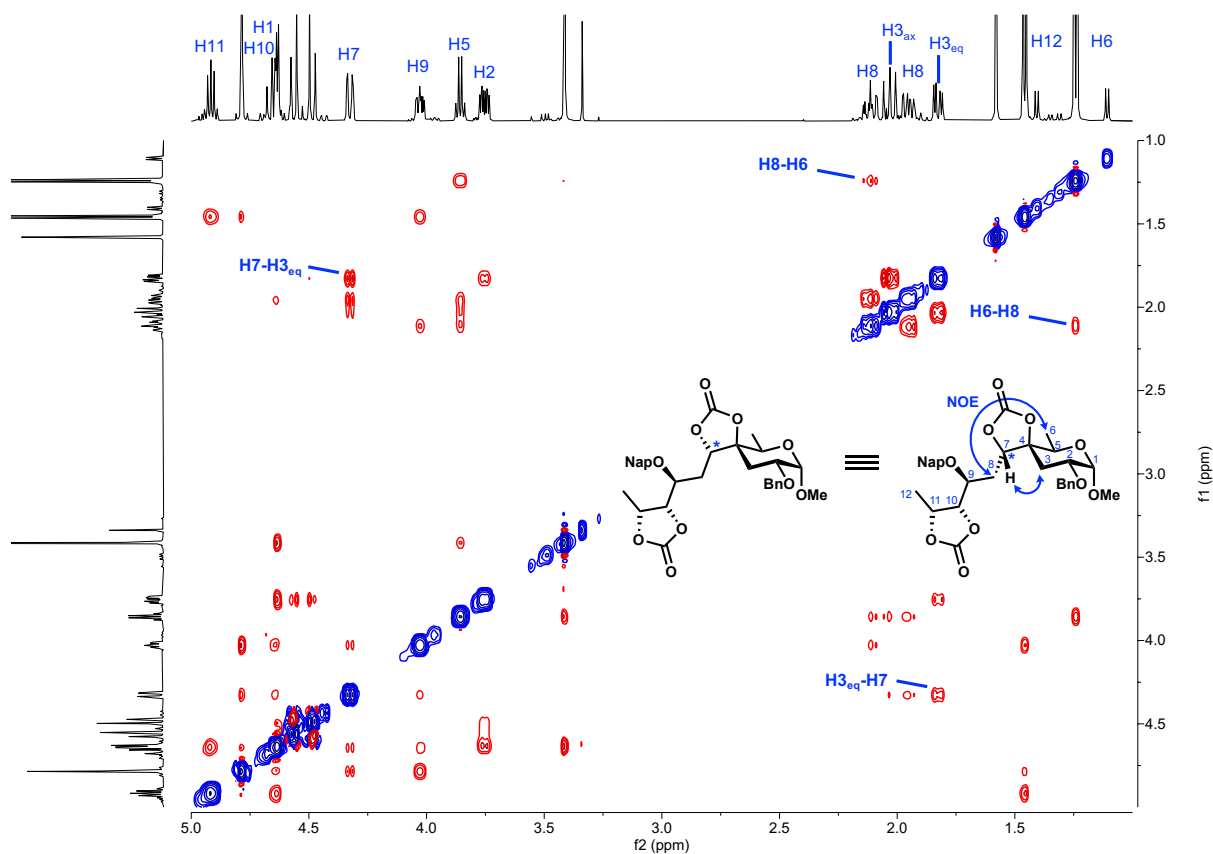 H11
H10
H1
H7
H9
H5
H2
H8
H3ax
H8
H3eq
H12
H6
H8-H6
H7-H3eq
H6-H8
H3eq-H7
O
O
O
*
NapO
O
BnO
OMe
O
O
O
NOE
O
O
O
6
7
4
5
O
*
3
2
1
NapO
8
9
H
BnO
OMe
12
11
10
O
O
O
1.0
1.5
2.0
2.5
3.0
3.5
4.0
4.5
f1 (ppm)
5.0
4.5
4.0
3.5
3.0
2.5
2.0
1.5
f2 (ppm)